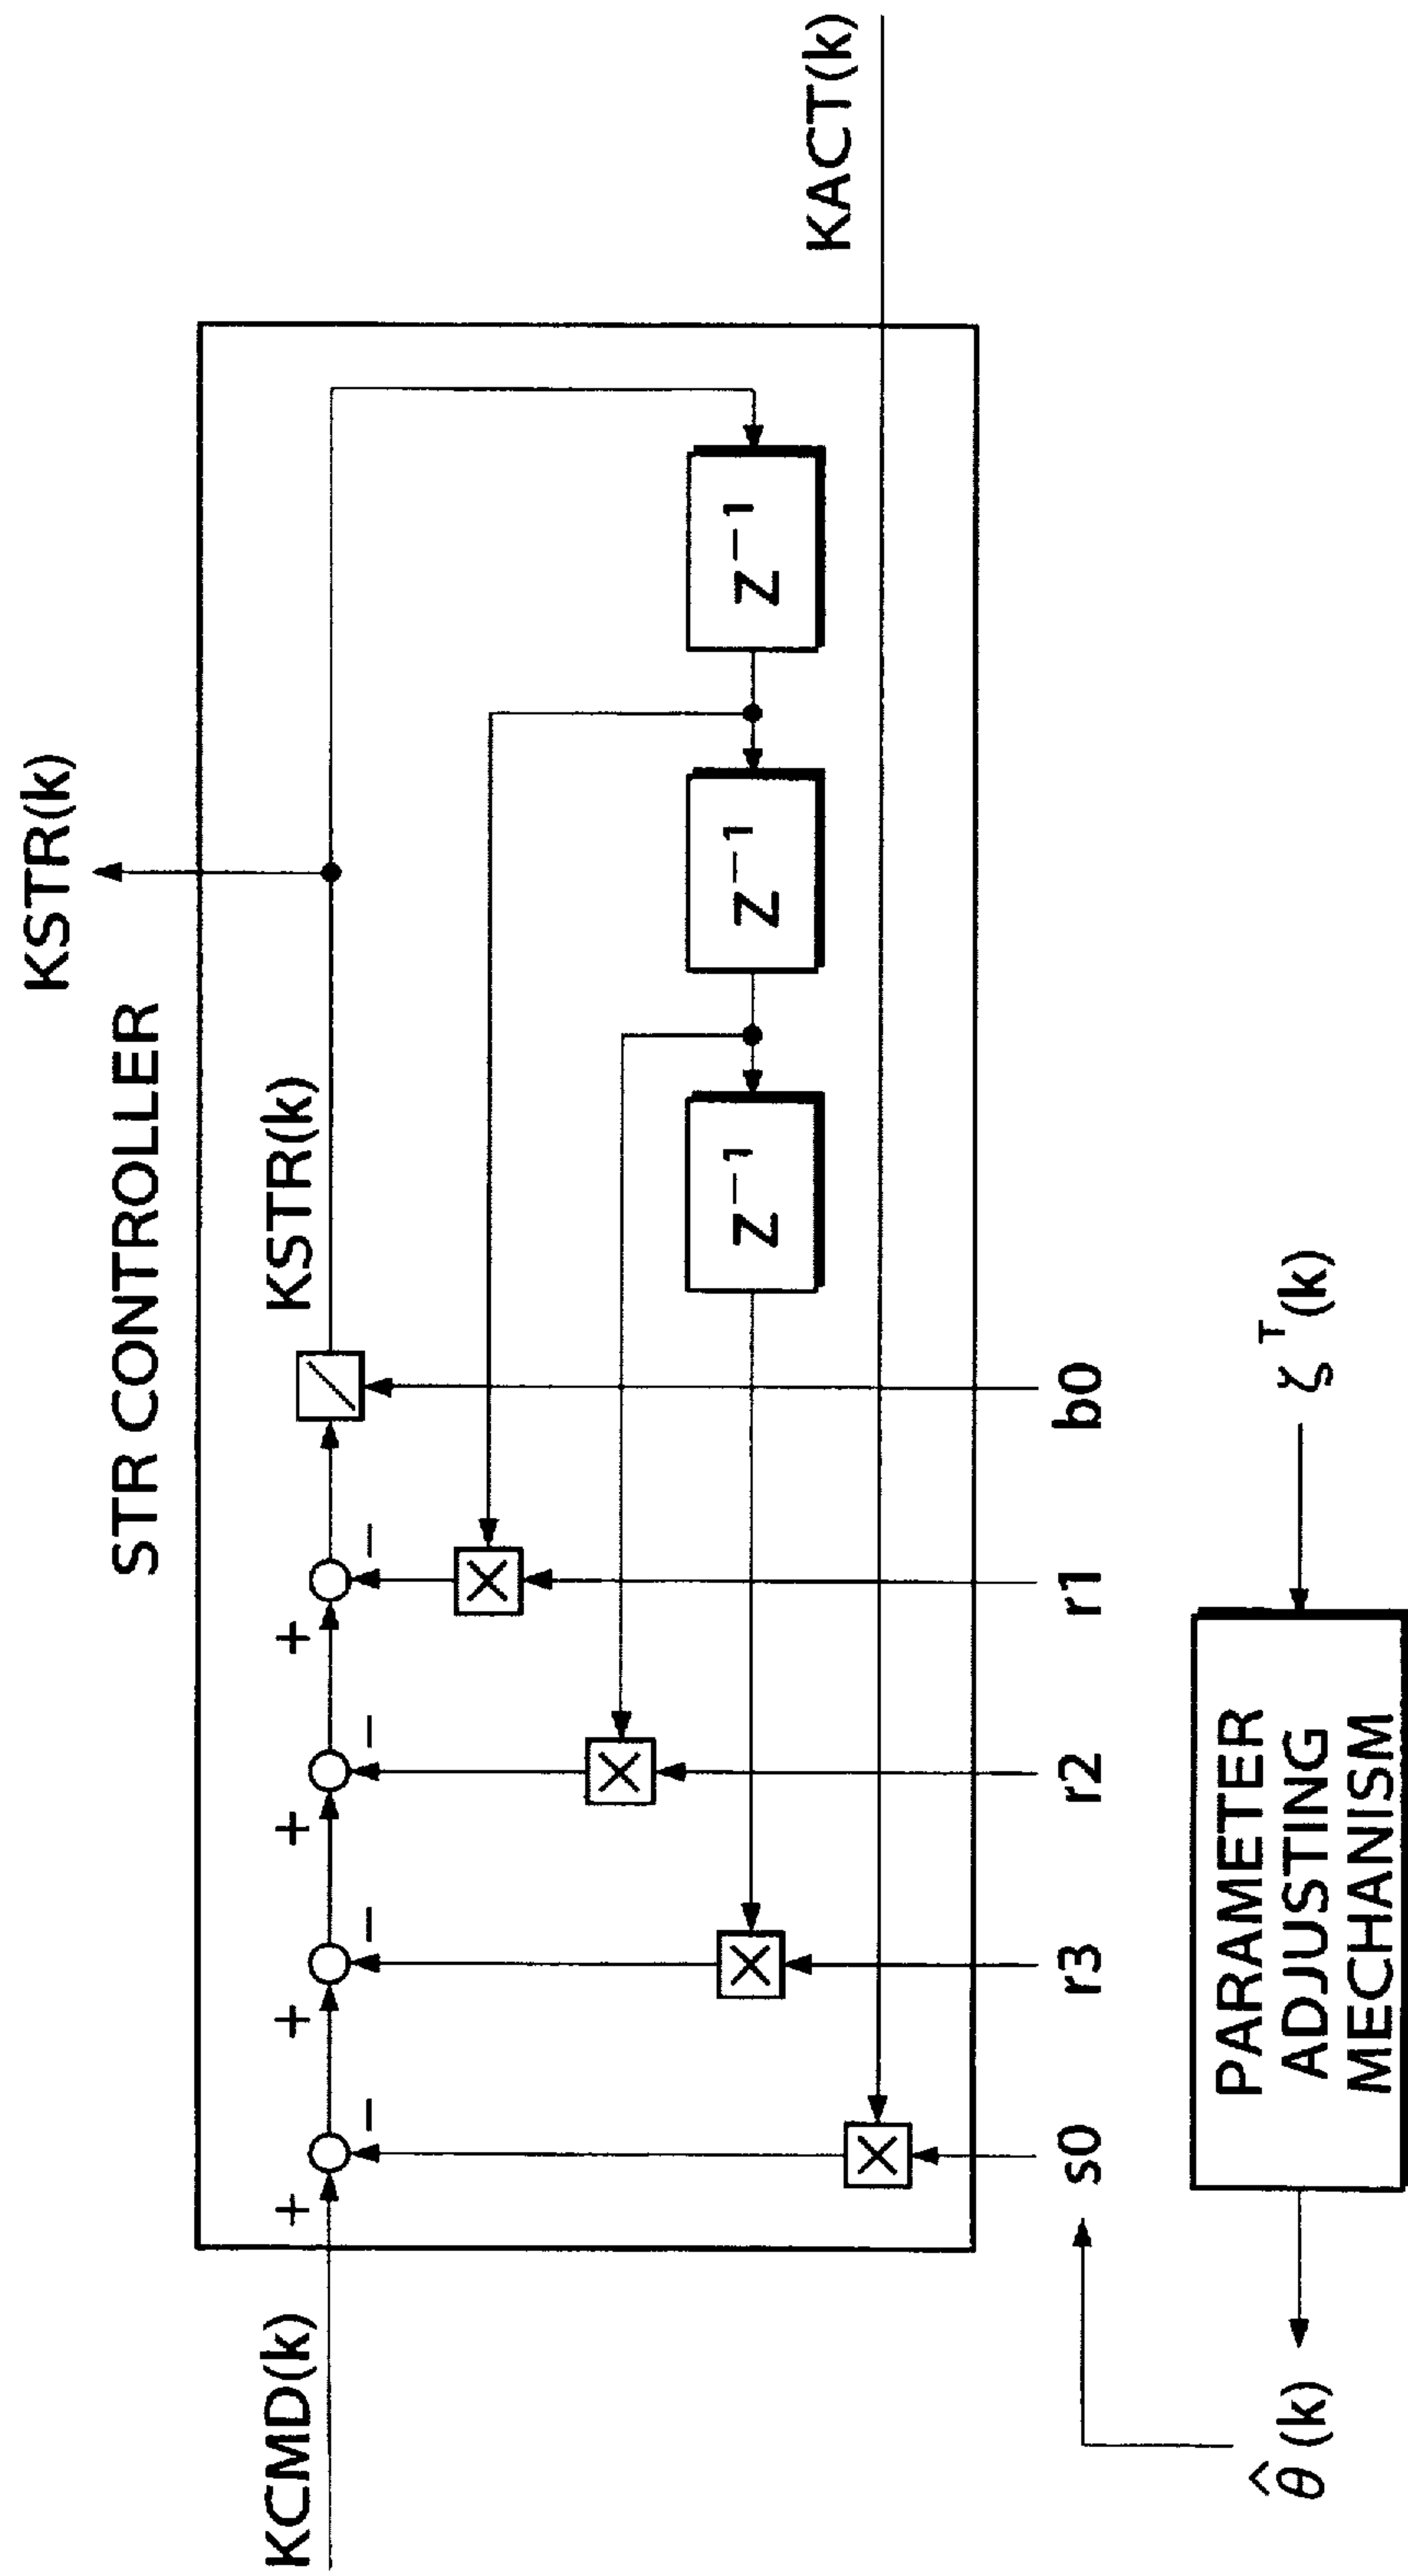 KSTR(k)
STR CONTROLLER
KCMD(k)
+
−
+
−
+
−
+
−
KSTR(k)
Z⁻¹
Z⁻¹
Z⁻¹
KACT(k)
s0
r3
r2
r1
b0
θ̂(k)
PARAMETER
ADJUSTING
MECHANISM
ζᵀ(k)